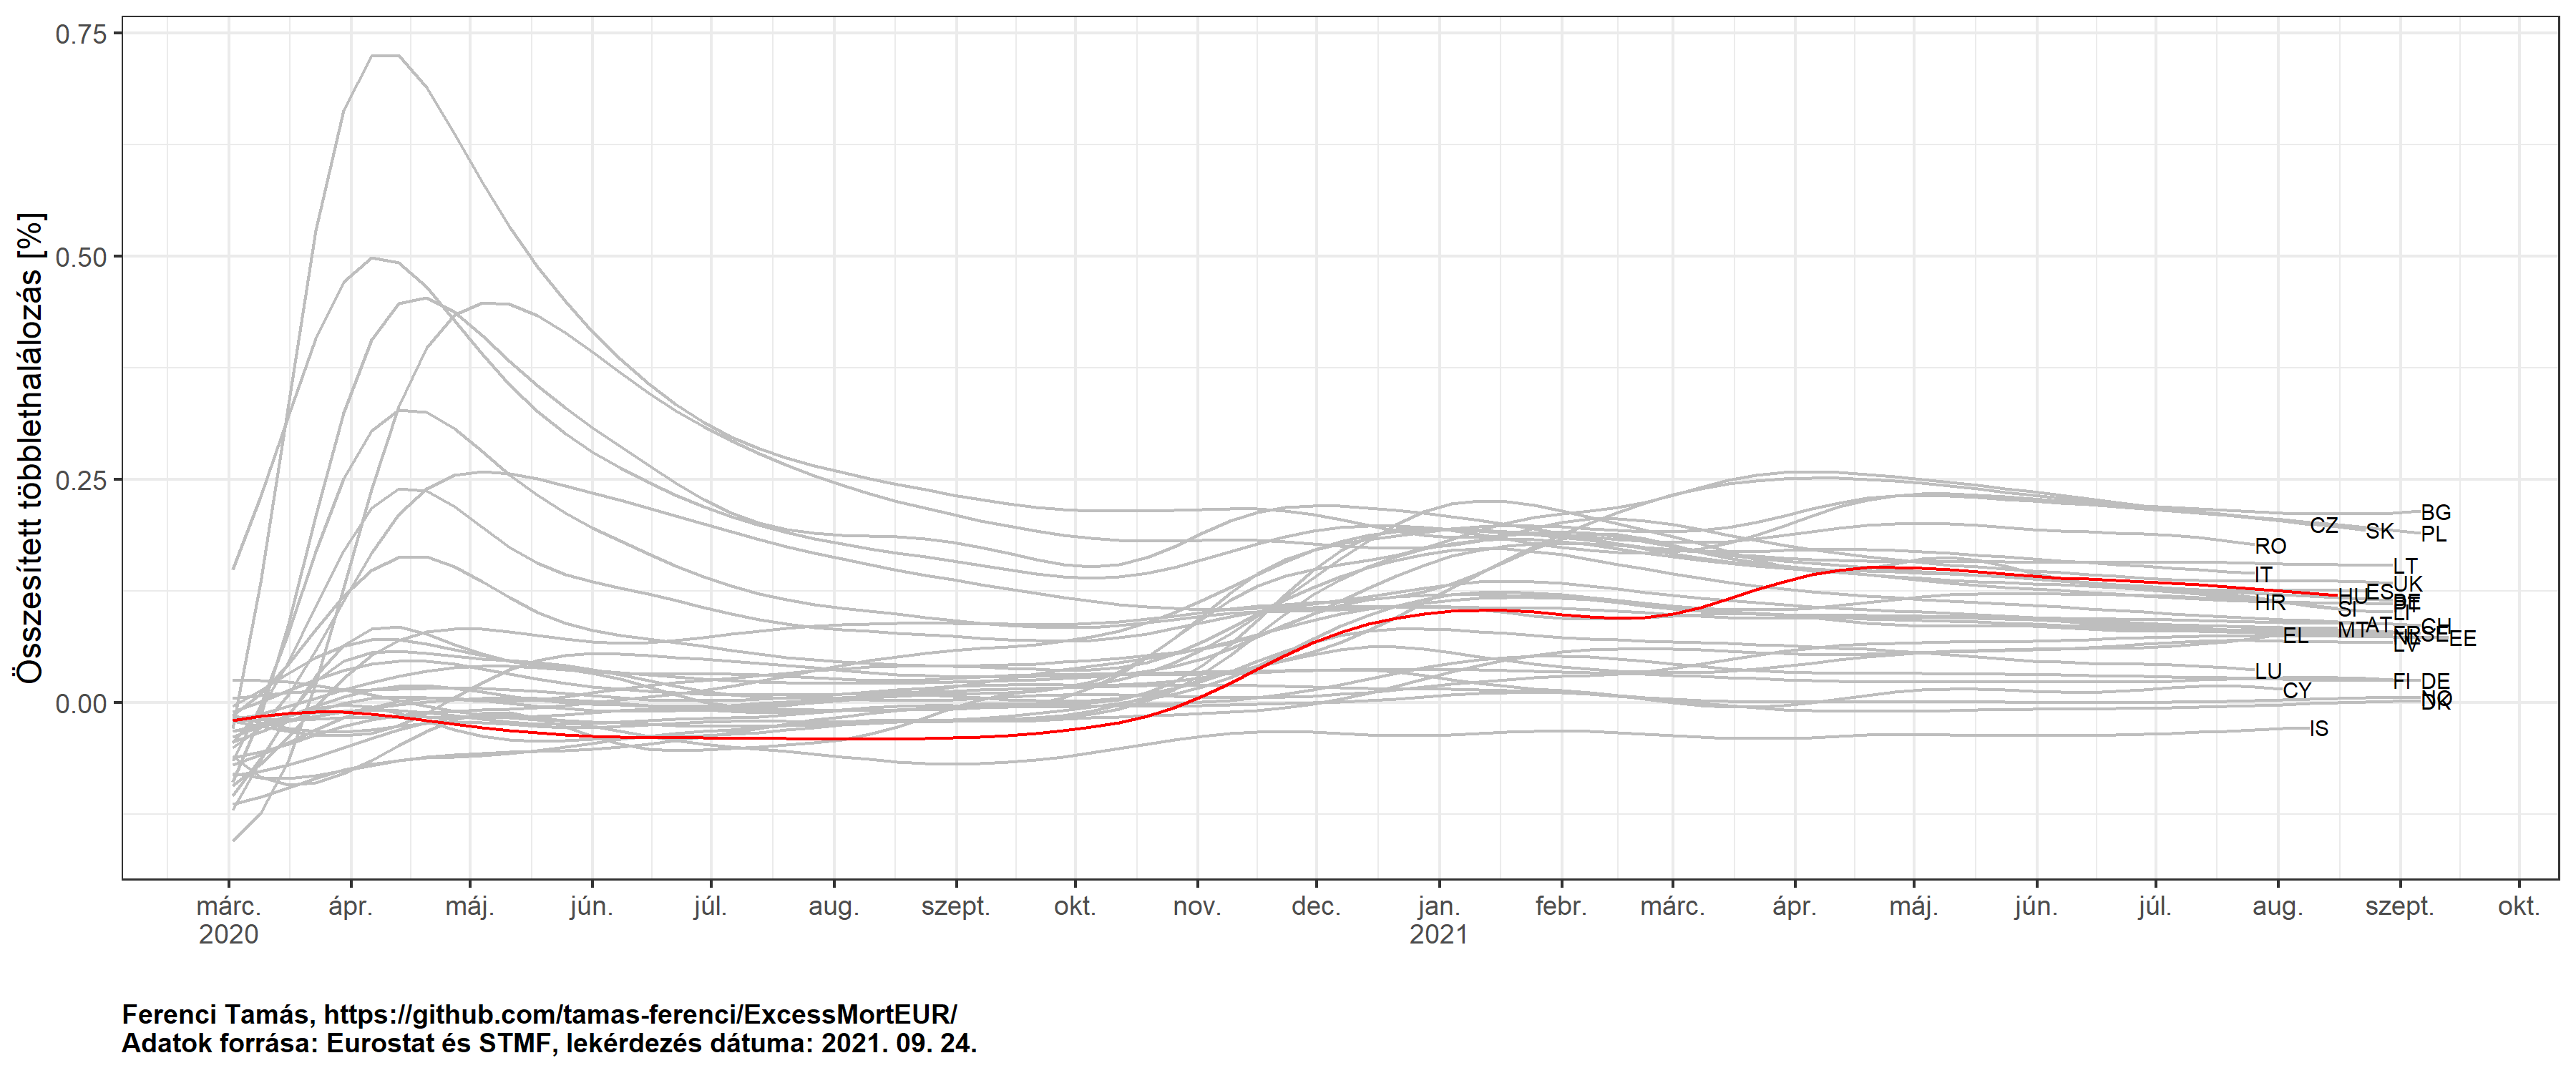 Összesített többlethalálozás [%]
0.75
0.50
0.25
0.00
BG
CZ
SK
PL
RO
LT
IT
UK
ES
HU
HR
SI
AT
CH
MT
EL
EE
LV
LU
FI
DE
CY
NO
DK
IS
márc. ápr. máj. jún. júl. aug. szept. okt. nov. dec. jan. febr. márc. ápr. máj. jún. júl. aug. szept. okt.
2020 2021
Ferenci Tamás, https://github.com/tamas-ferenci/ExcessMortEUR/
Adatok forrása: Eurostat és STMF, lekérdezés dátuma: 2021. 09. 24.